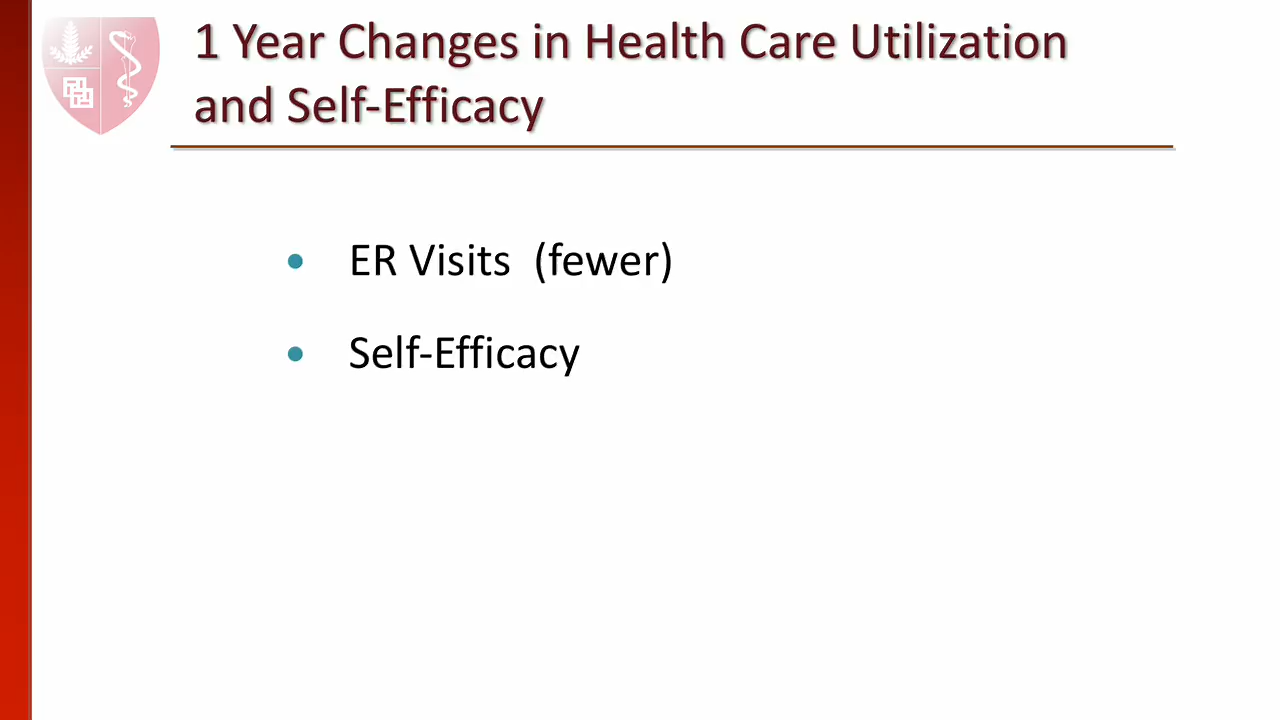 1 Year Changes in Health Care Utilization
and Self-Efficacy
• ER Visits (fewer)
• Self-Efficacy